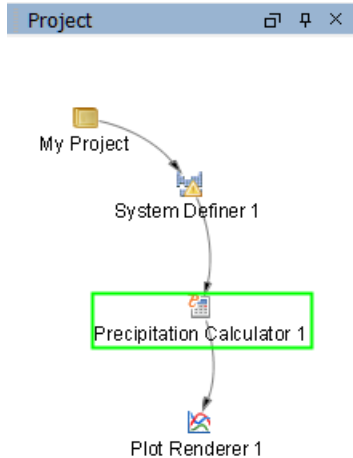 Project
My Project
System Definer 1
Precipitation Calculator 1
Plot Renderer 1